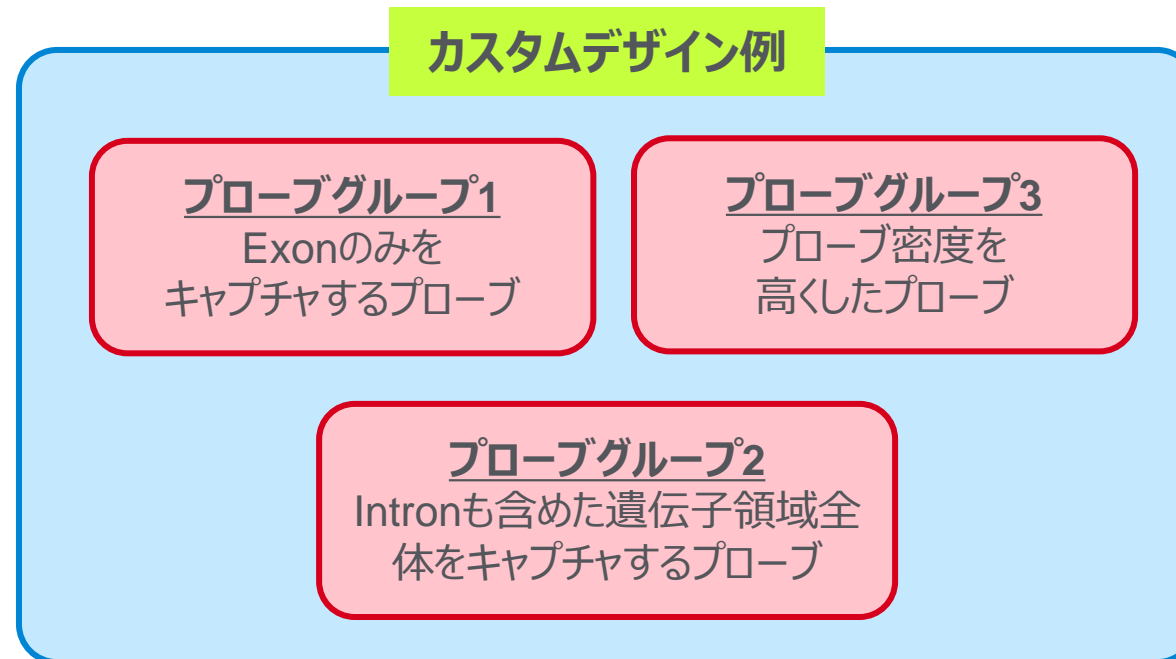 カスタムデザイン例
プローブグループ1
Exonのみを
キャプチャするプローブ
プローブグループ3
プローブ密度を
高くしたプローブ
プローブグループ2
Intronも含めた遺伝子領域全
体をキャプチャするプローブ